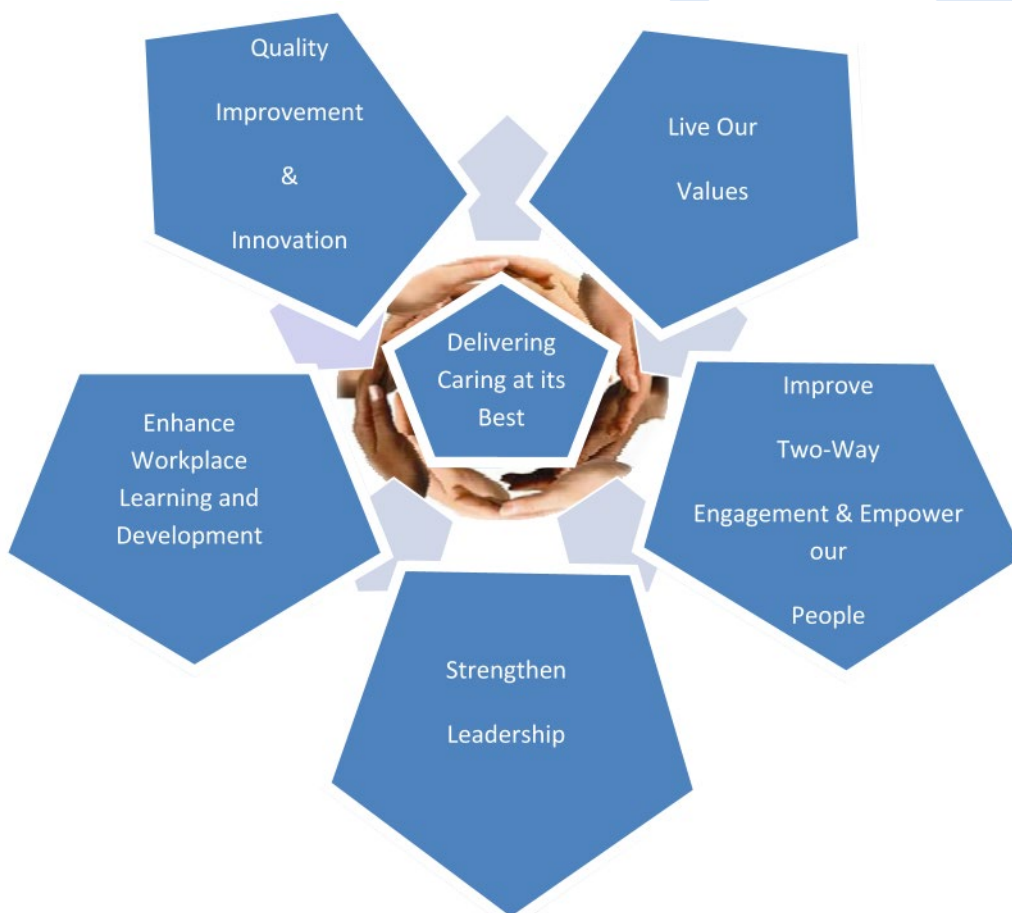 Quality
Improvement
&
Innovation
Live Our
Values
Delivering
Caring at its
Best
Enhance
Workplace
Learning and
Development
Improve
Two-Way
Engagement & Empower
our
People
Strengthen
Leadership